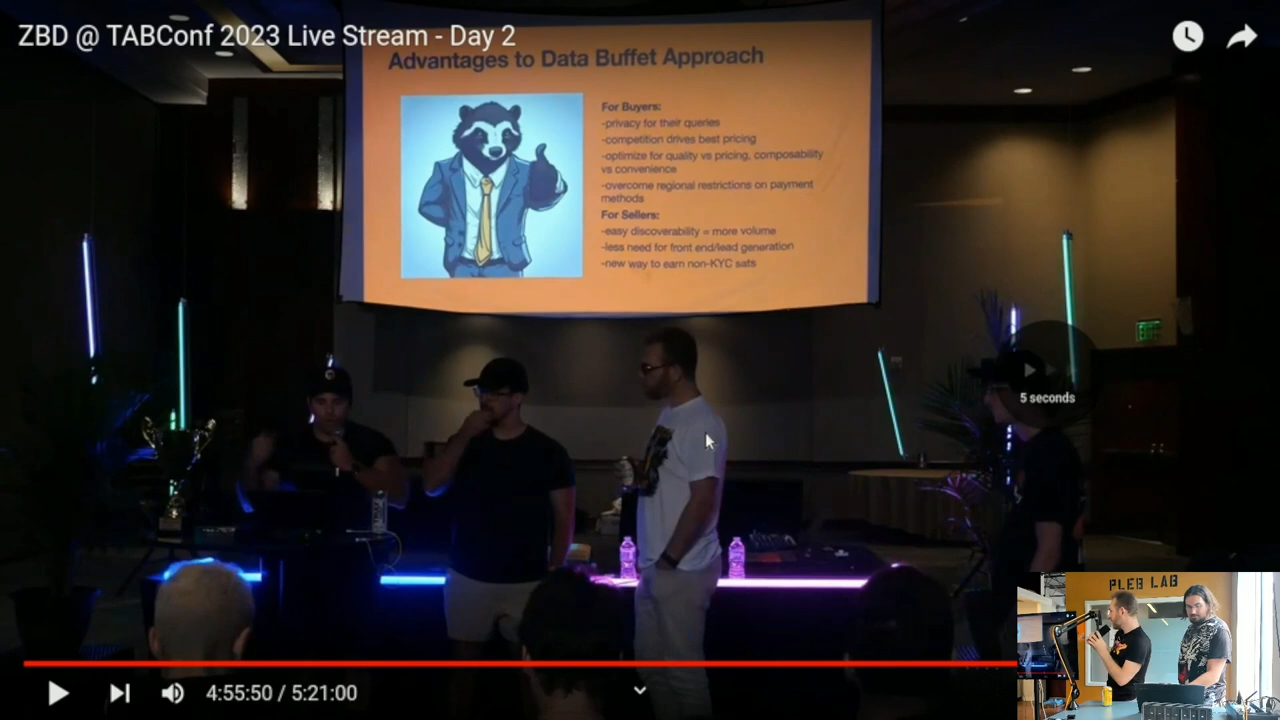 ZBD @ TABConf 2023 Live Stream - Day 2
Advantages to Data Buffet Approach
For Buyers:
-privacy for their queries
-competition drives best pricing
-optimize for quality vs pricing, composability
vs convenience
-overcome regional restrictions on payment
methods
For Sellers:
-easy discoverability = more volume
-less need for front end/lead generation
-new way to earn non-KYC sats
5 seconds
PLEB LAB
4:55:50 / 5:21:00